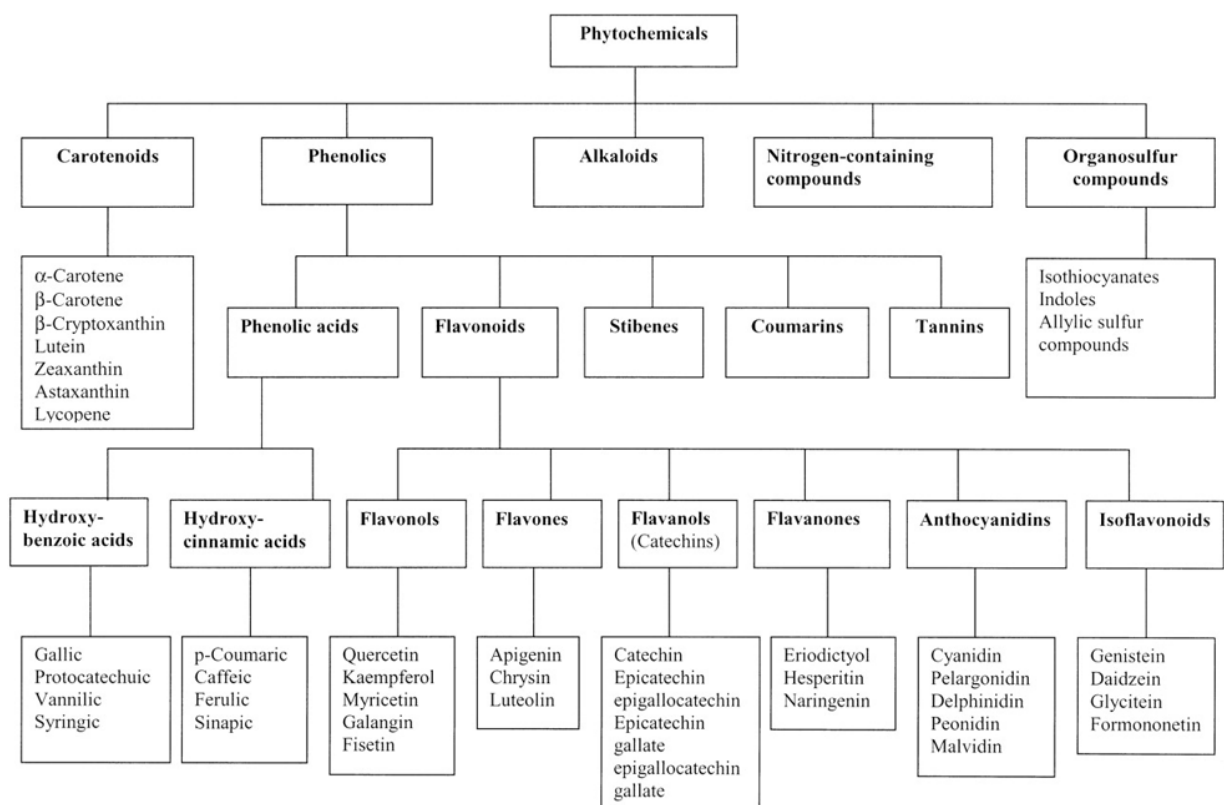 Phytochemicals
Carotenoids
Phenolics
Alkaloids
Nitrogen-containing
compounds
Organosulfur
compounds
α-Carotene
β-Carotene
β-Cryptoxanthin
Lutein
Zeaxanthin
Astaxanthin
Lycopene
Isothiocyanates
Indoles
Allylic sulfur
compounds
Phenolic acids
Flavonoids
Stibenes
Coumarins
Tannins
Hydroxy-
benzoic acids
Hydroxy-
cinnamic acids
Flavonols
Flavones
Flavanols
(Catechins)
Flavanones
Anthocyanidins
Isoflavonoids
Gallic
Protocatechuic
Vannilic
Syringic
p-Coumaric
Caffeic
Ferulic
Sinapic
Quercetin
Kaempferol
Myricetin
Galangin
Fisetin
Apigenin
Chrysin
Luteolin
Catechin
Epicatechin
epigallocatechin
Epicatechin
gallate
epigallocatechin
gallate
Eriodictyol
Hesperitin
Naringenin
Cyanidin
Pelargonidin
Delphinidin
Peonidin
Malvidin
Genistein
Daidzein
Glycitein
Formononetin